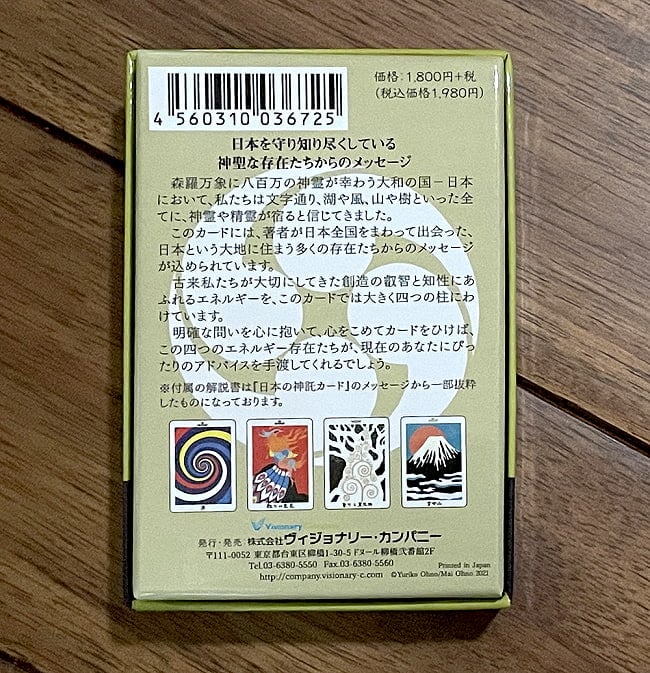 4 560310 036725
価格:1,800円+税
(税込価格1,980円)
日本を守り知り尽くしている
神聖な存在たちからのメッセージ
森羅万象に八百万の神霊が幸わう大和の国－日本
において、私たちは文字通り、湖や風、山や樹といった全
てに、神霊や精霊が宿ると信じてきました。
このカードには、著者が日本全国をまわって出会った、
日本という大地に住まう多くの存在たちからのメッセージ
が込められています。
古来私たちが大切にしてきた創造の叡智と知性にあ
ふれるエネルギーを、このカードでは大きく四つの柱にわ
けています。
明確な問いを心に抱いて、心をこめてカードをひけば、
この四つのエネルギー存在たちが、現在のあなたにぴっ
たりのアドバイスを手渡してくれるでしょう。
※付属の解説書は『日本の神託カード』のメッセージから一部抜粋
したものになっております。
Visionary
発行・発売:株式会社ヴィジョナリー・カンパニー
〒111-0052 東京都台東区柳橋1-30-5 ドヌール柳橋弐番館2F
Tel.03-6380-5550 Fax.03-6380-5560
Printed in Japan
http://company.visionary-c.com ©Yuriko Ohno/Mai Ohno 2021